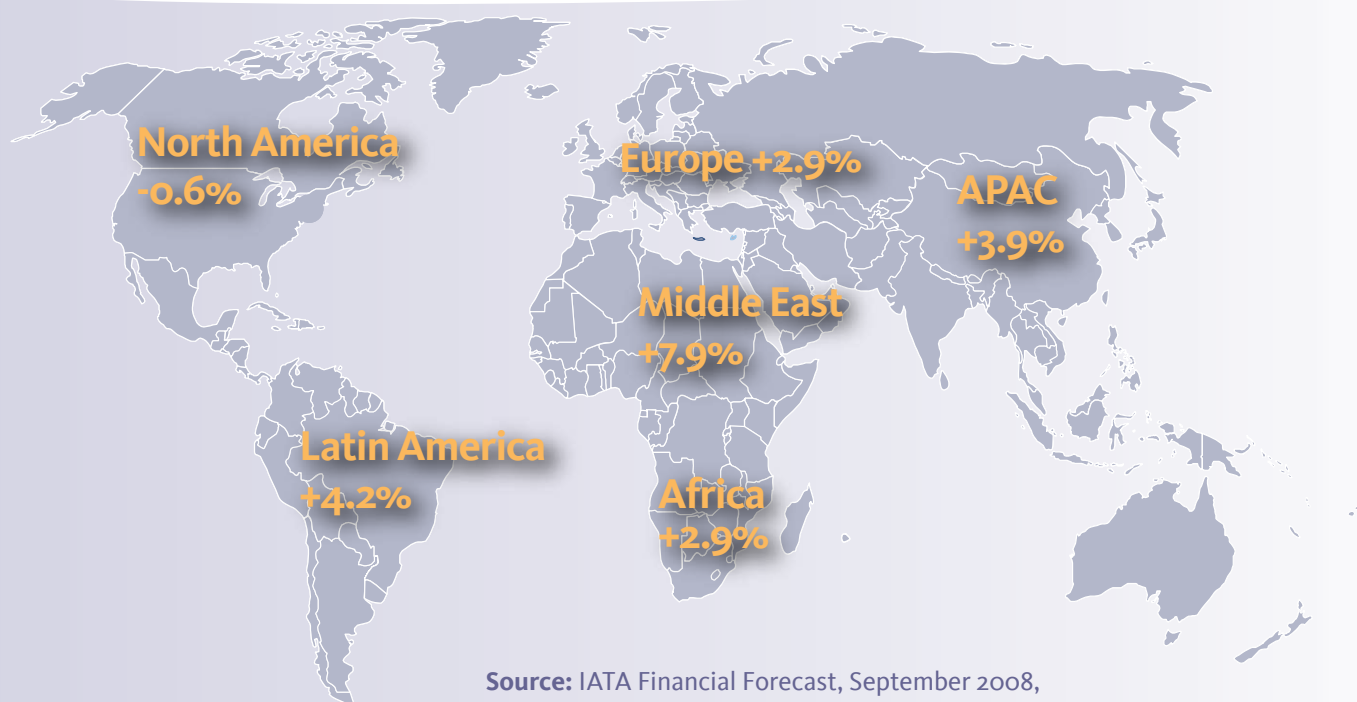 North America
-0.6%
Europe +2.9%
APAC
+3.9%
Middle East
+7.9%
Latin America
+4.2%
Africa
+2.9%
Source: IATA Financial Forecast, September 2008,